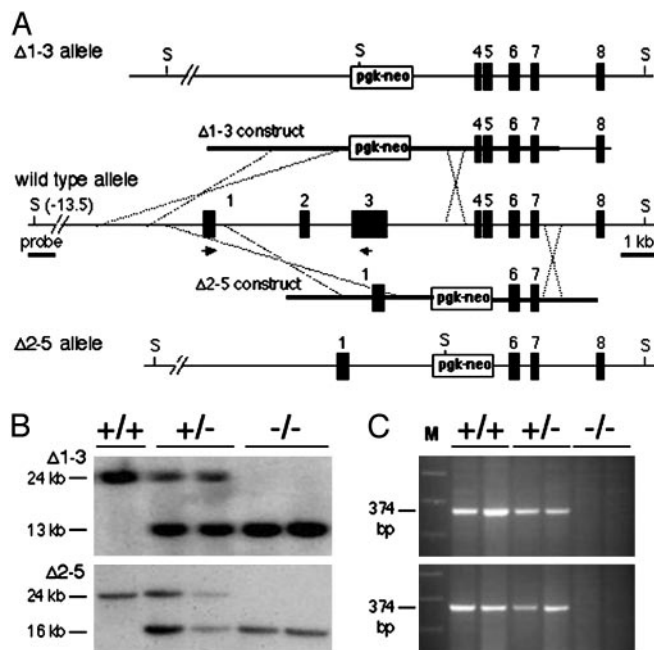 A
Δ1-3 allele
S
S
pgk-neo
4 5 6 7 8
S
Δ1-3 construct
pgk-neo
4 5 6 7 8
wild type allele
S (-13.5)
1 2 3 4 5 6 7 8
S
probe
1 kb
Δ2-5 construct
1
pgk-neo
6 7
Δ2-5 allele
S
1
S
pgk-neo
6 7 8
S
B
+/+ +/- -/-
Δ1-3
24 kb
13 kb
Δ2-5
24 kb
16 kb
C
M +/+ +/- -/-
374
bp
374
bp